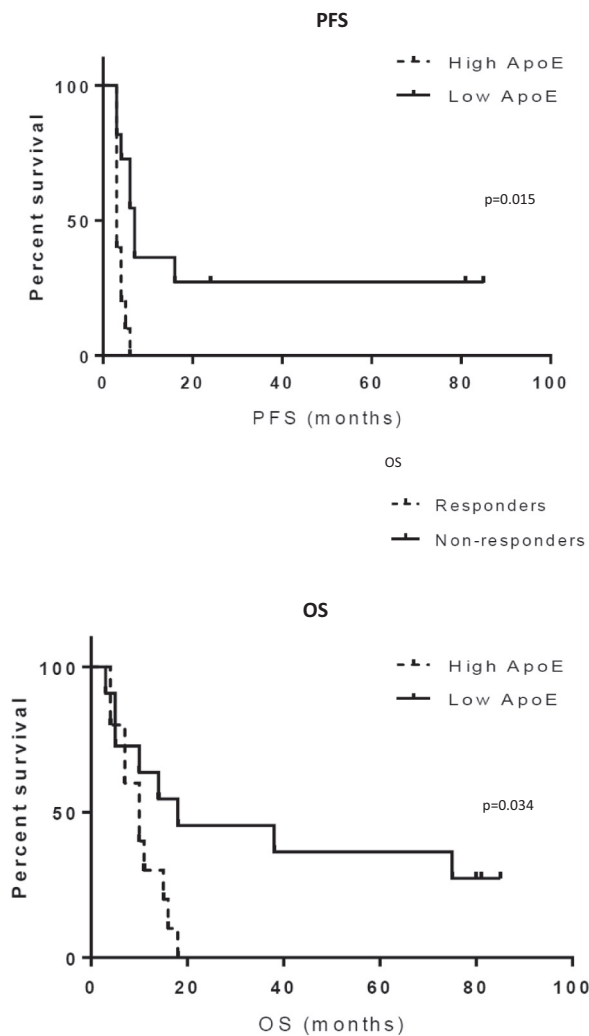 PFS
High ApoE
Low ApoE
p=0.015
Percent survival
100
50
0
0 20 40 60 80 100
PFS (months)
OS
Responders
Non-responders
OS
High ApoE
Low ApoE
p=0.034
Percent survival
100
50
0
0 20 40 60 80 100
OS (months)